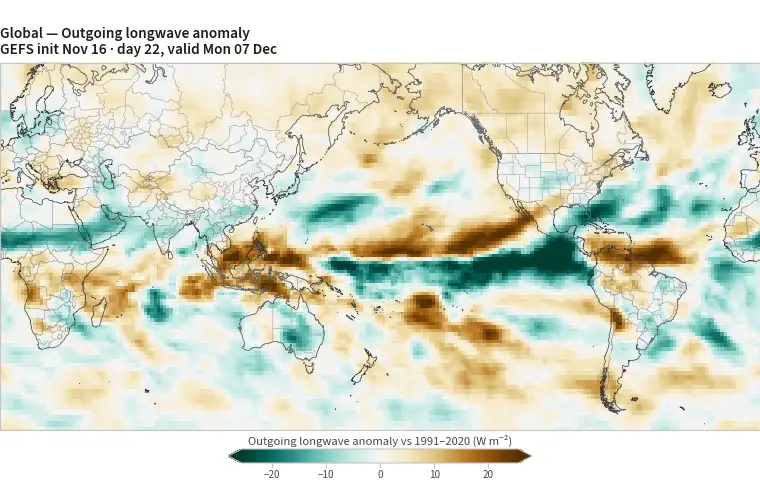 Global — Outgoing longwave anomaly
GEFS init Nov 16 · day 22, valid Mon 07 Dec
Outgoing longwave anomaly vs 1991–2020 (W m⁻²)
−20 −10 0 10 20